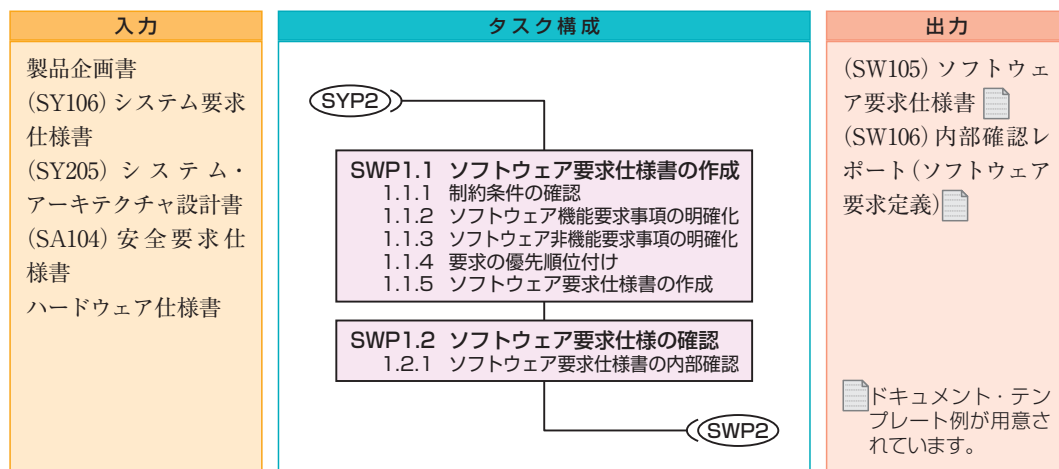 入力
製品企画書
(SY106)システム要求
仕様書
(SY205)システム・
アーキテクチャ設計書
(SA104)安全要求仕
様書
ハードウェア仕様書
タスク構成
SYP2
SWP1.1 ソフトウェア要求仕様書の作成
1.1.1 制約条件の確認
1.1.2 ソフトウェア機能要求事項の明確化
1.1.3 ソフトウェア非機能要求事項の明確化
1.1.4 要求の優先順位付け
1.1.5 ソフトウェア要求仕様書の作成
SWP1.2 ソフトウェア要求仕様の確認
1.2.1 ソフトウェア要求仕様書の内部確認
SWP2
出力
(SW105)ソフトウェ
ア要求仕様書
(SW106)内部確認レ
ポート(ソフトウェア
要求定義)
ドキュメント・テン
プレート例が用意さ
れています。